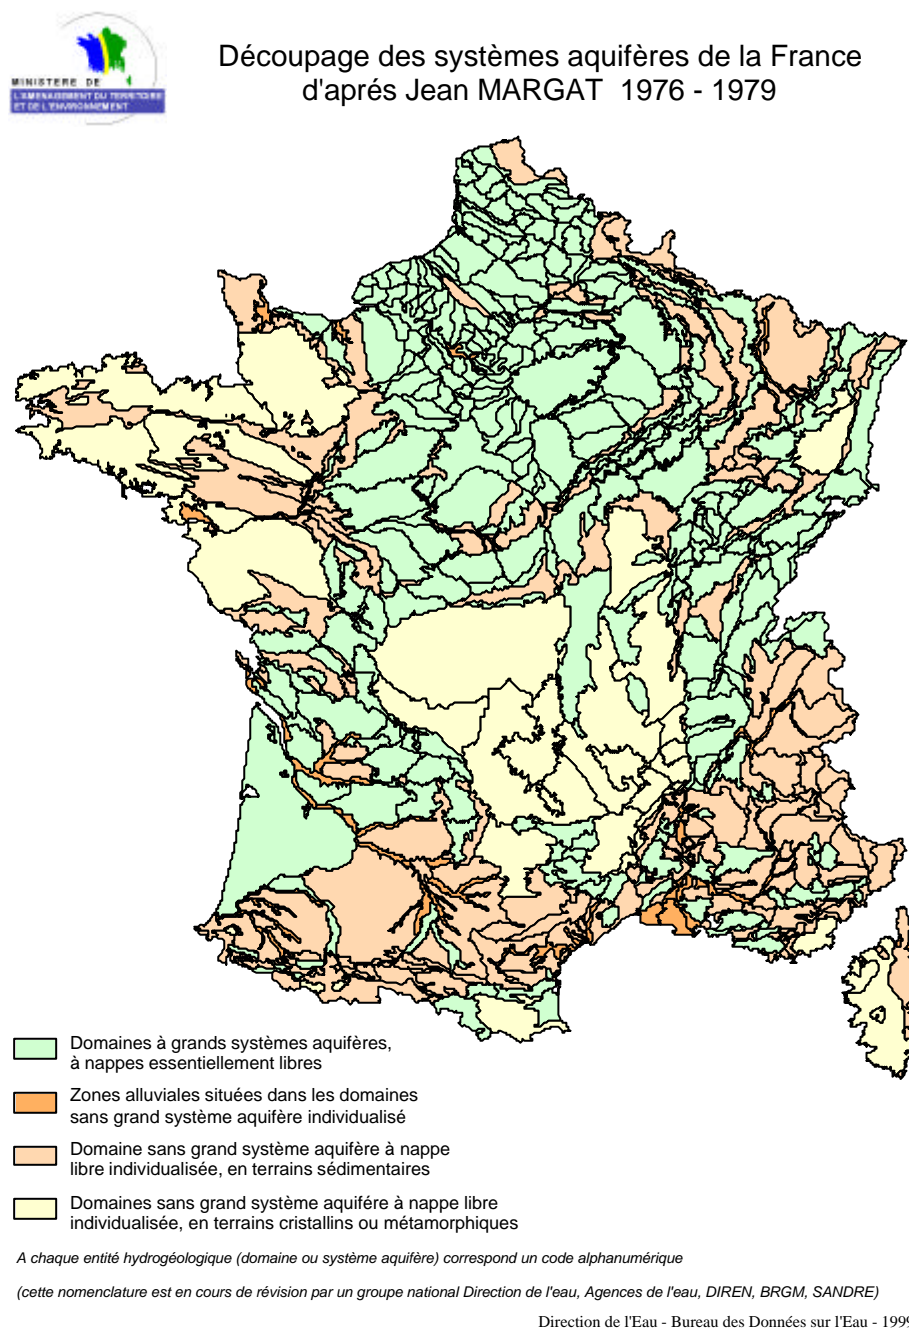 MINISTERE DE
L'AMENAGEMENT DU TERRITOIRE
ET DE L'ENVIRONNEMENT
Découpage des systèmes aquifères de la France
d'aprés Jean MARGAT 1976 - 1979
Domaines à grands systèmes aquifères,
à nappes essentiellement libres
Zones alluviales situées dans les domaines
sans grand système aquifère individualisé
Domaine sans grand système aquifère à nappe
libre individualisée, en terrains sédimentaires
Domaines sans grand système aquifére à nappe libre
individualisée, en terrains cristallins ou métamorphiques
A chaque entité hydrogéologique (domaine ou système aquifère) correspond un code alphanumérique
(cette nomenclature est en cours de révision par un groupe national Direction de l'eau, Agences de l'eau, DIREN, BRGM, SANDRE)
Direction de l'Eau - Bureau des Données sur l'Eau - 1999